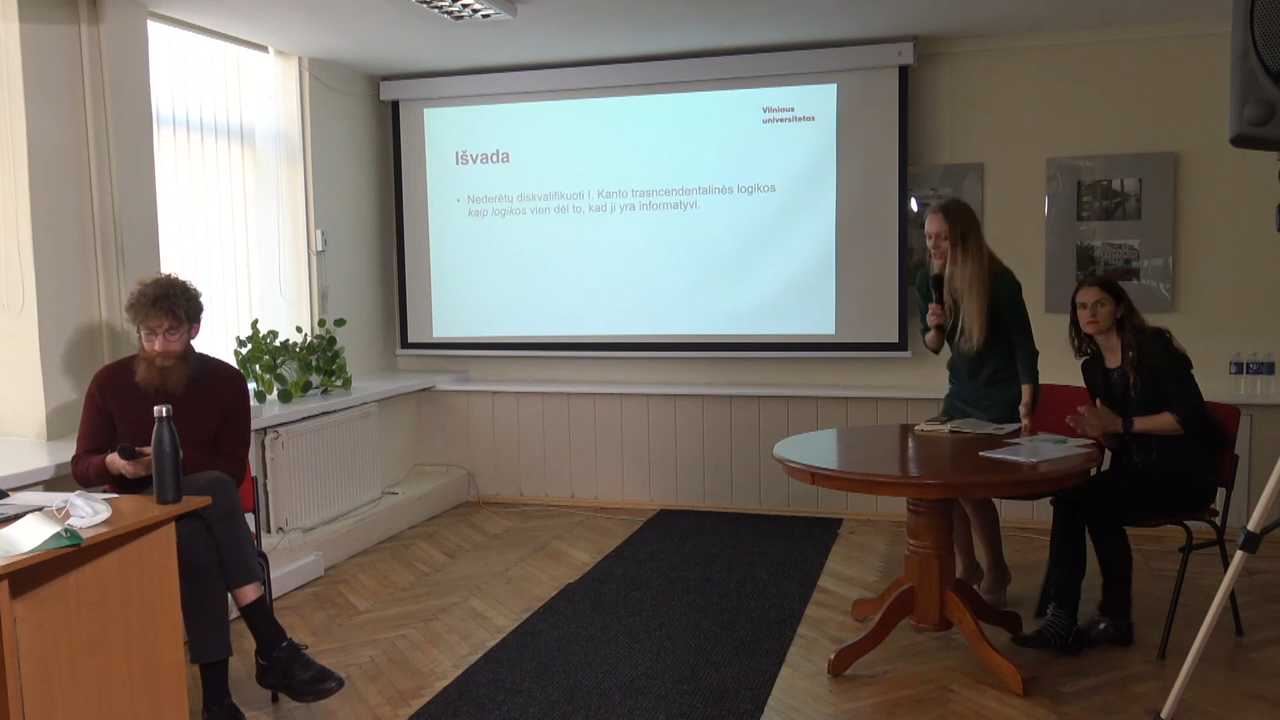 Vilniaus
universitetas
Išvada
• Nederėtų diskvalifikuoti I. Kanto trasncendentalinės logikos
kaip logikos vien dėl to, kad ji yra informatyvi.